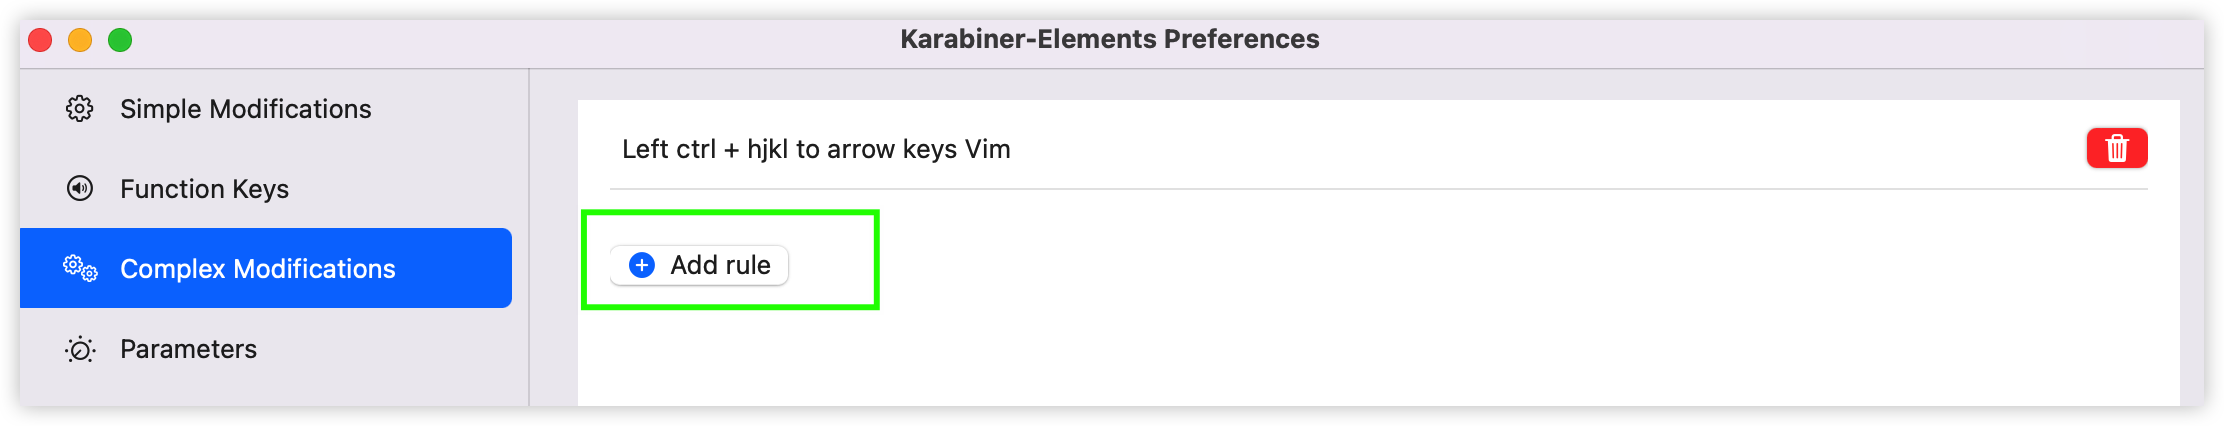 Karabiner-Elements Preferences
Simple Modifications
Function Keys
Complex Modifications
Parameters
Left ctrl + hjkl to arrow keys Vim
Add rule